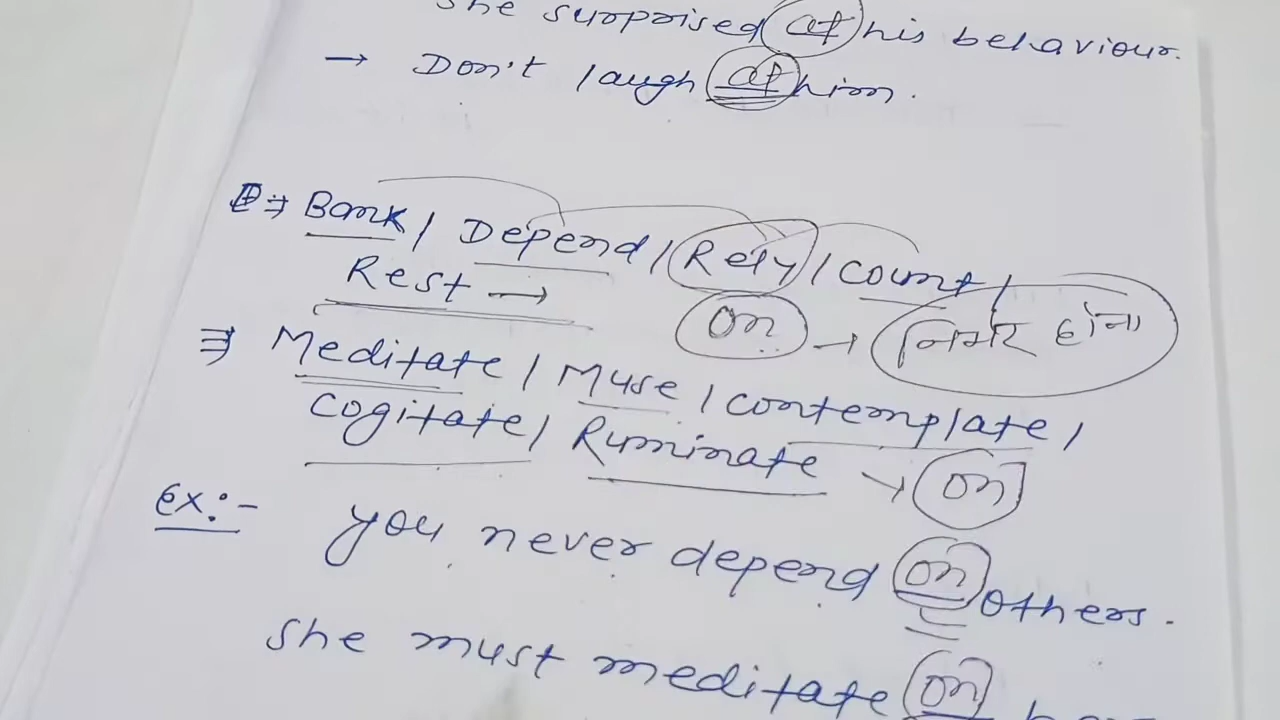 She surprised at his behaviour.
→ Don't laugh at him.
⇒ Bank / Depend / Rely / Count /
Rest → On → निर्भर होना
⇒ Meditate / Muse / Contemplate /
Cogitate / Ruminate → On
Ex:- You never depend on others.
She must meditate on